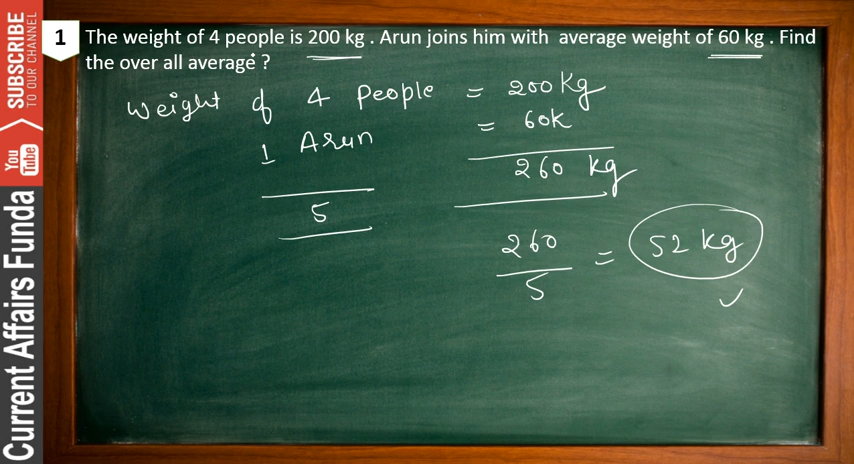 1 The weight of 4 people is 200 kg . Arun joins him with average weight of 60 kg . Find
the over all average ?
weight of 4 People = 200 Kg
1 Arun = 60K
260 kg
5
260
5
= 52 kg
SUBSCRIBE
TO OUR CHANNEL
You Tube
Current Affairs Funda